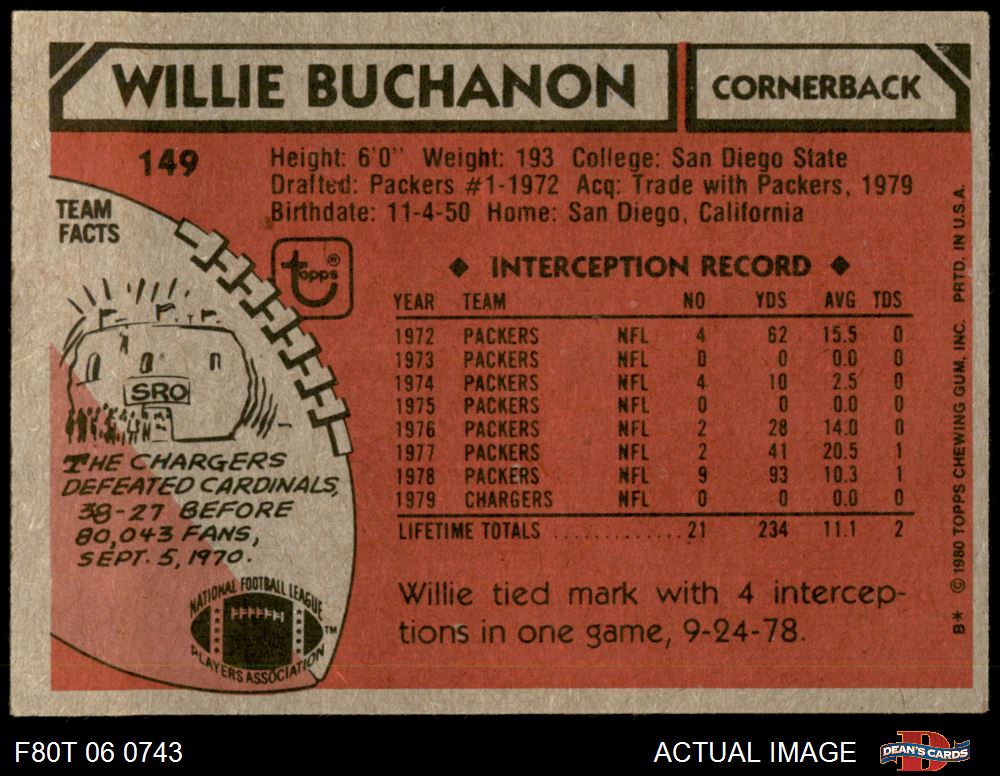 WILLIE BUCHANON
CORNERBACK
149
Height: 6'0" Weight: 193 College: San Diego State
Drafted: Packers #1-1972 Acq: Trade with Packers, 1979
Birthdate: 11-4-50 Home: San Diego, California
TEAM
FACTS
topps®
SRO
THE CHARGERS
DEFEATED CARDINALS,
38-27 BEFORE
80,043 FANS,
SEPT. 5, 1970.
NATIONAL FOOTBALL LEAGUE
PLAYERS ASSOCIATION
TM
◆ INTERCEPTION RECORD ◆
YEAR TEAM NO YDS AVG TDS
1972 PACKERS NFL 4 62 15.5 0
1973 PACKERS NFL 0 0 0.0 0
1974 PACKERS NFL 4 10 2.5 0
1975 PACKERS NFL 0 0 0.0 0
1976 PACKERS NFL 2 28 14.0 0
1977 PACKERS NFL 2 41 20.5 1
1978 PACKERS NFL 9 93 10.3 1
1979 CHARGERS NFL 0 0 0.0 0
LIFETIME TOTALS ............. 21 234 11.1 2
Willie tied mark with 4 intercep-
tions in one game, 9-24-78.
B* © 1980 TOPPS CHEWING GUM, INC. PRTD. IN U.S.A.
F80T 06 0743
ACTUAL IMAGE
D
DEAN'S CARDS